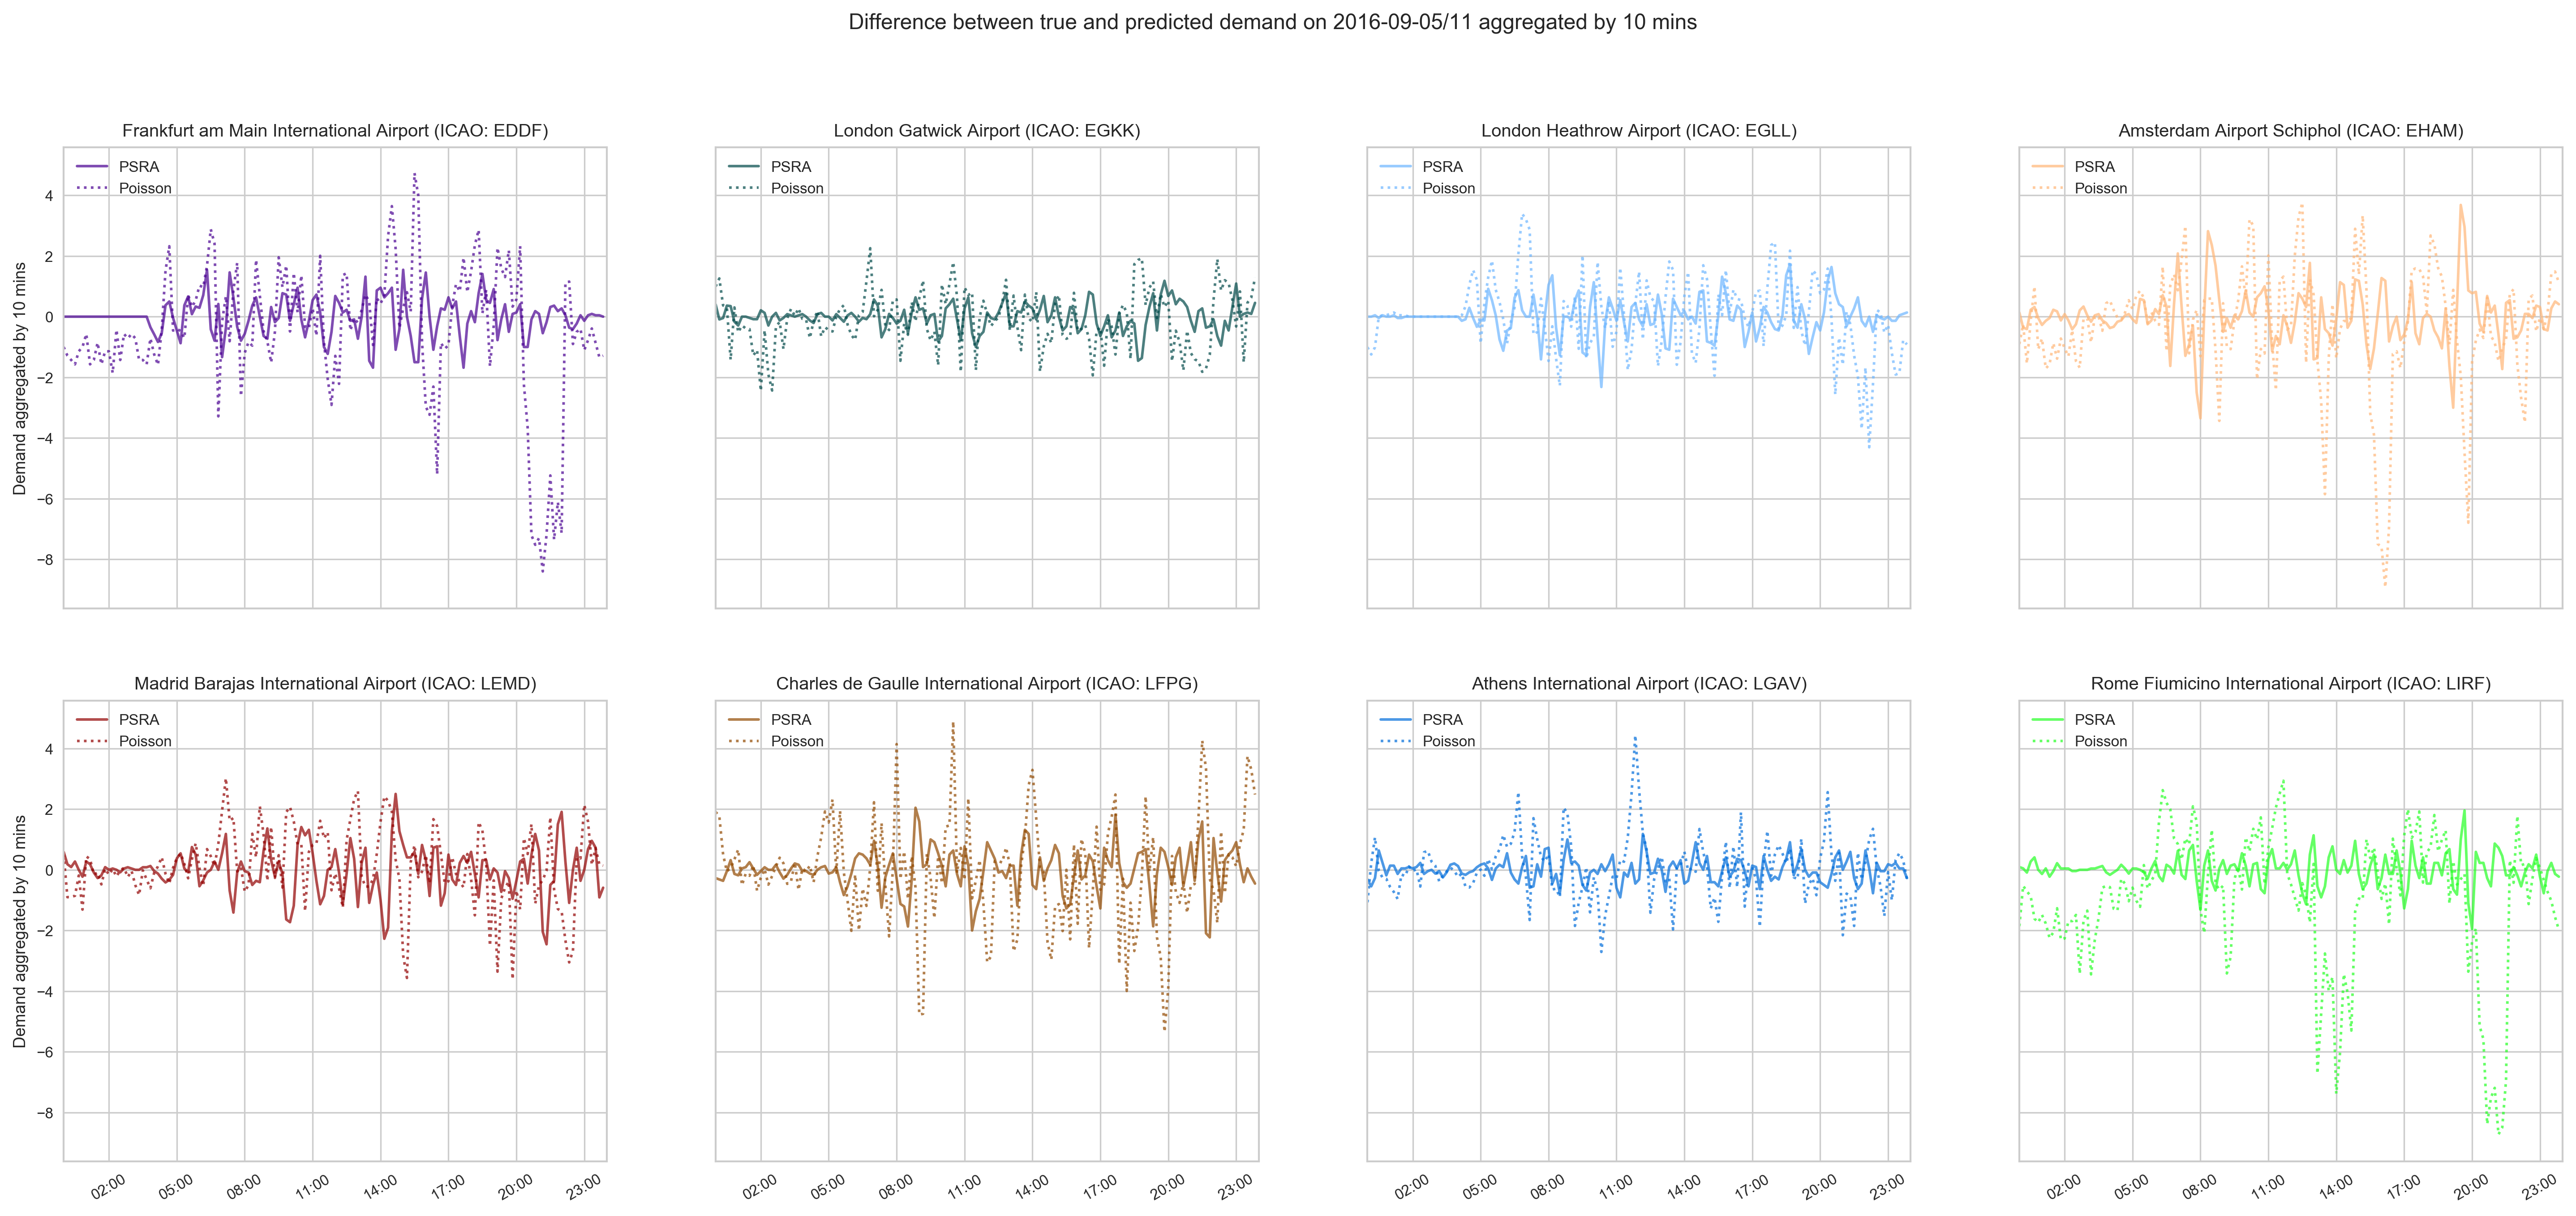 Difference between true and predicted demand on 2016-09-05/11 aggregated by 10 mins
Frankfurt am Main International Airport (ICAO: EDDF)
London Gatwick Airport (ICAO: EGKK)
London Heathrow Airport (ICAO: EGLL)
Amsterdam Airport Schiphol (ICAO: EHAM)
PSRA
Poisson
PSRA
Poisson
PSRA
Poisson
PSRA
Poisson
Demand aggregated by 10 mins
4
2
0
−2
−4
−6
−8
Madrid Barajas International Airport (ICAO: LEMD)
Charles de Gaulle International Airport (ICAO: LFPG)
Athens International Airport (ICAO: LGAV)
Rome Fiumicino International Airport (ICAO: LIRF)
PSRA
Poisson
PSRA
Poisson
PSRA
Poisson
PSRA
Poisson
Demand aggregated by 10 mins
4
2
0
−2
−4
−6
−8
02:00 05:00 08:00 11:00 14:00 17:00 20:00 23:00
02:00 05:00 08:00 11:00 14:00 17:00 20:00 23:00
02:00 05:00 08:00 11:00 14:00 17:00 20:00 23:00
02:00 05:00 08:00 11:00 14:00 17:00 20:00 23:00